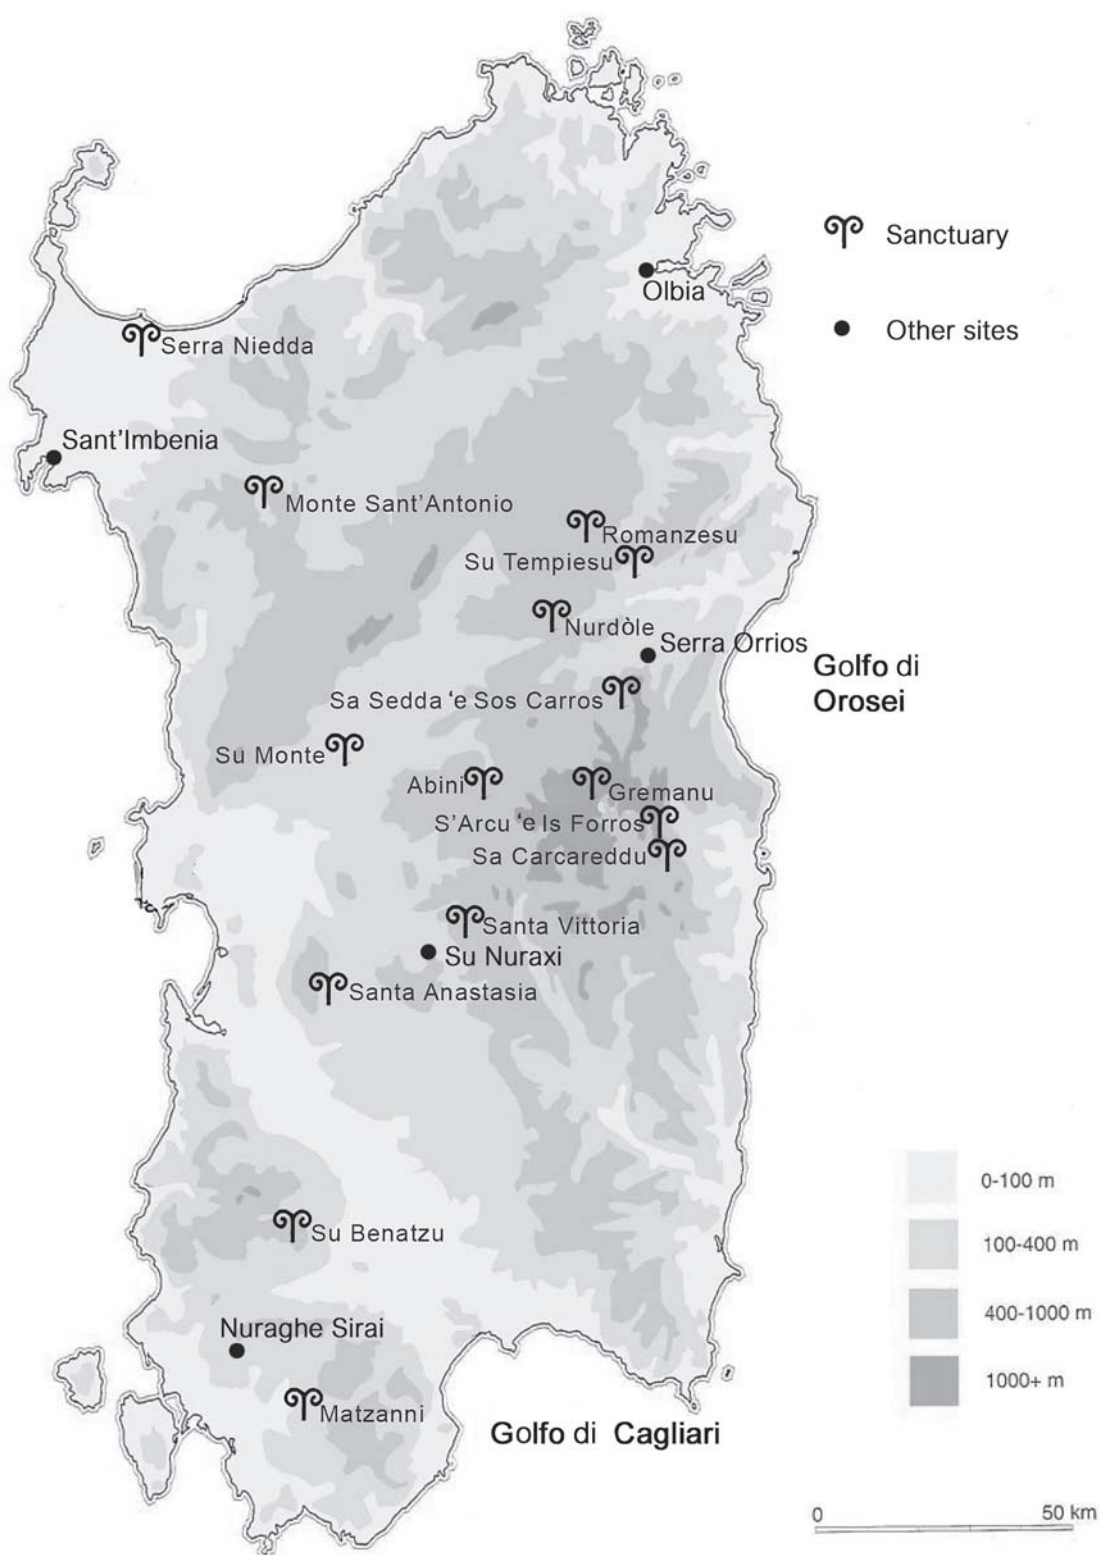 Sanctuary
Olbia
Other sites
Serra Niedda
Sant'Imbenia
Monte Sant'Antonio
Romanzesu
Su Tempiesu
Nurdòle
Serra Orrios
Golfo di
Orosei
Sa Sedda 'e Sos Carros
Su Monte
Abini
Gremanu
S'Arcu 'e Is Forros
Sa Carcareddu
Santa Vittoria
Su Nuraxi
Santa Anastasia
0-100 m
100-400 m
400-1000 m
1000+ m
Su Benatzu
Nuraghe Sirai
Matzanni
Golfo di Cagliari
0 50 km